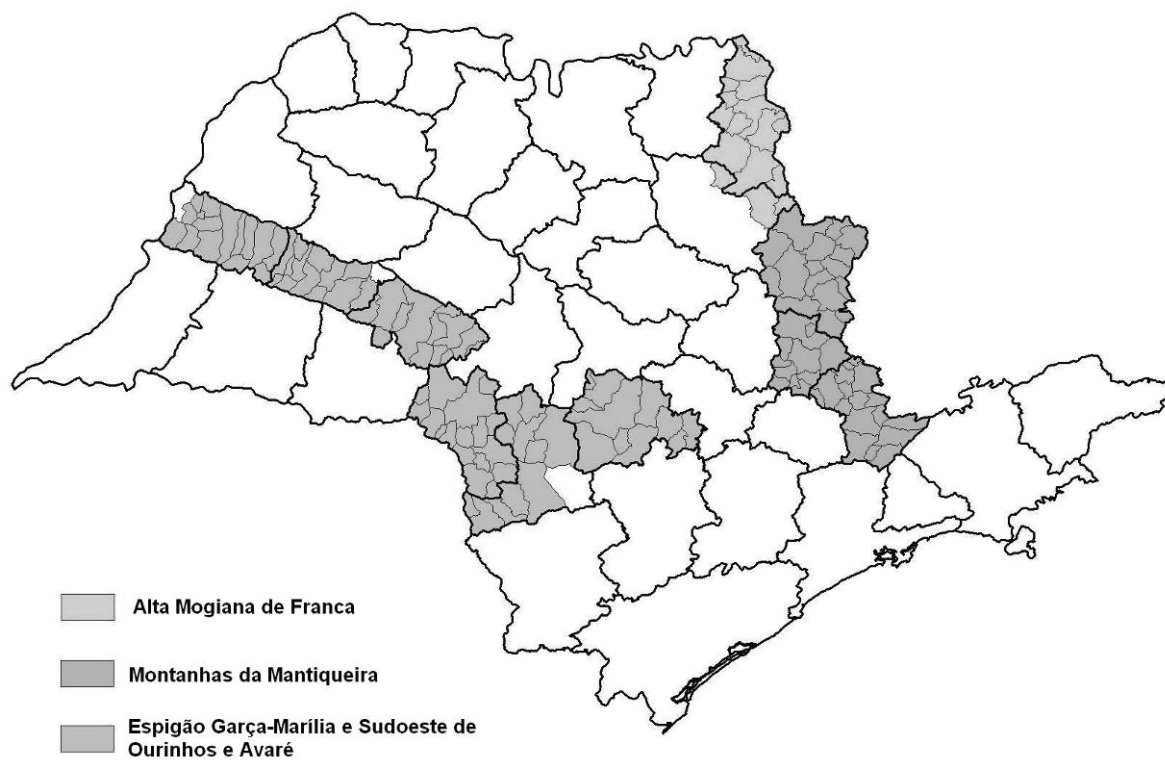 Alta Mogiana de Franca
Montanhas da Mantiqueira
Espigão Garça-Marília e Sudoeste de
Ourinhos e Avaré